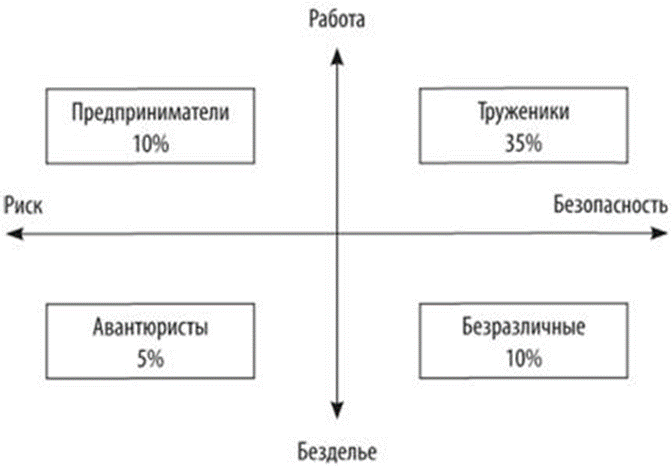 Работа
Предприниматели
10%
Труженики
35%
Риск
Безопасность
Авантюристы
5%
Безразличные
10%
Безделье